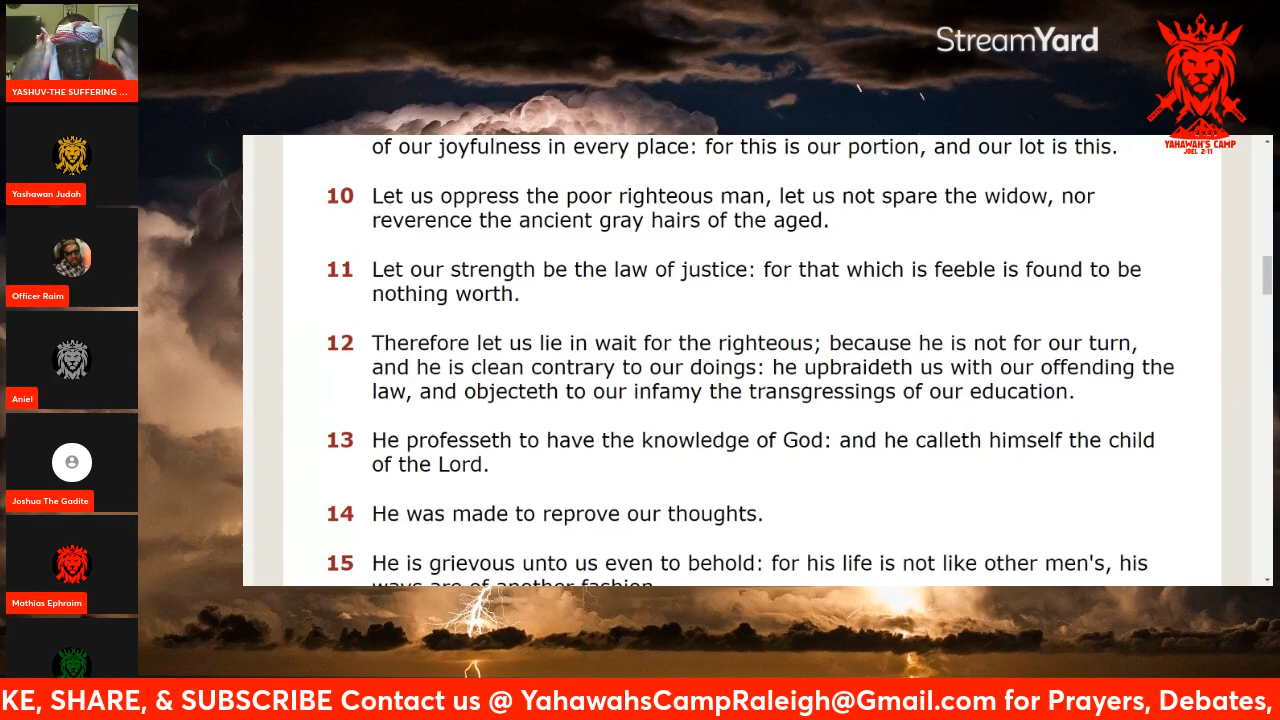 StreamYard
YAHAWAH'S CAMP
JOEL 2:11
YASHUV-THE SUFFERING ...
Yashawan Judah
Officer Raim
Aniel
Joshua The Gadite
Mathias Ephraim
of our joyfulness in every place: for this is our portion, and our lot is this.
10 Let us oppress the poor righteous man, let us not spare the widow, nor
reverence the ancient gray hairs of the aged.
11 Let our strength be the law of justice: for that which is feeble is found to be
nothing worth.
12 Therefore let us lie in wait for the righteous; because he is not for our turn,
and he is clean contrary to our doings: he upbraideth us with our offending the
law, and objecteth to our infamy the transgressings of our education.
13 He professeth to have the knowledge of God: and he calleth himself the child
of the Lord.
14 He was made to reprove our thoughts.
15 He is grievous unto us even to behold: for his life is not like other men's, his
ways are of another fashion
KE, SHARE, & SUBSCRIBE Contact us @ YahawahsCampRaleigh@Gmail.com for Prayers, Debates,